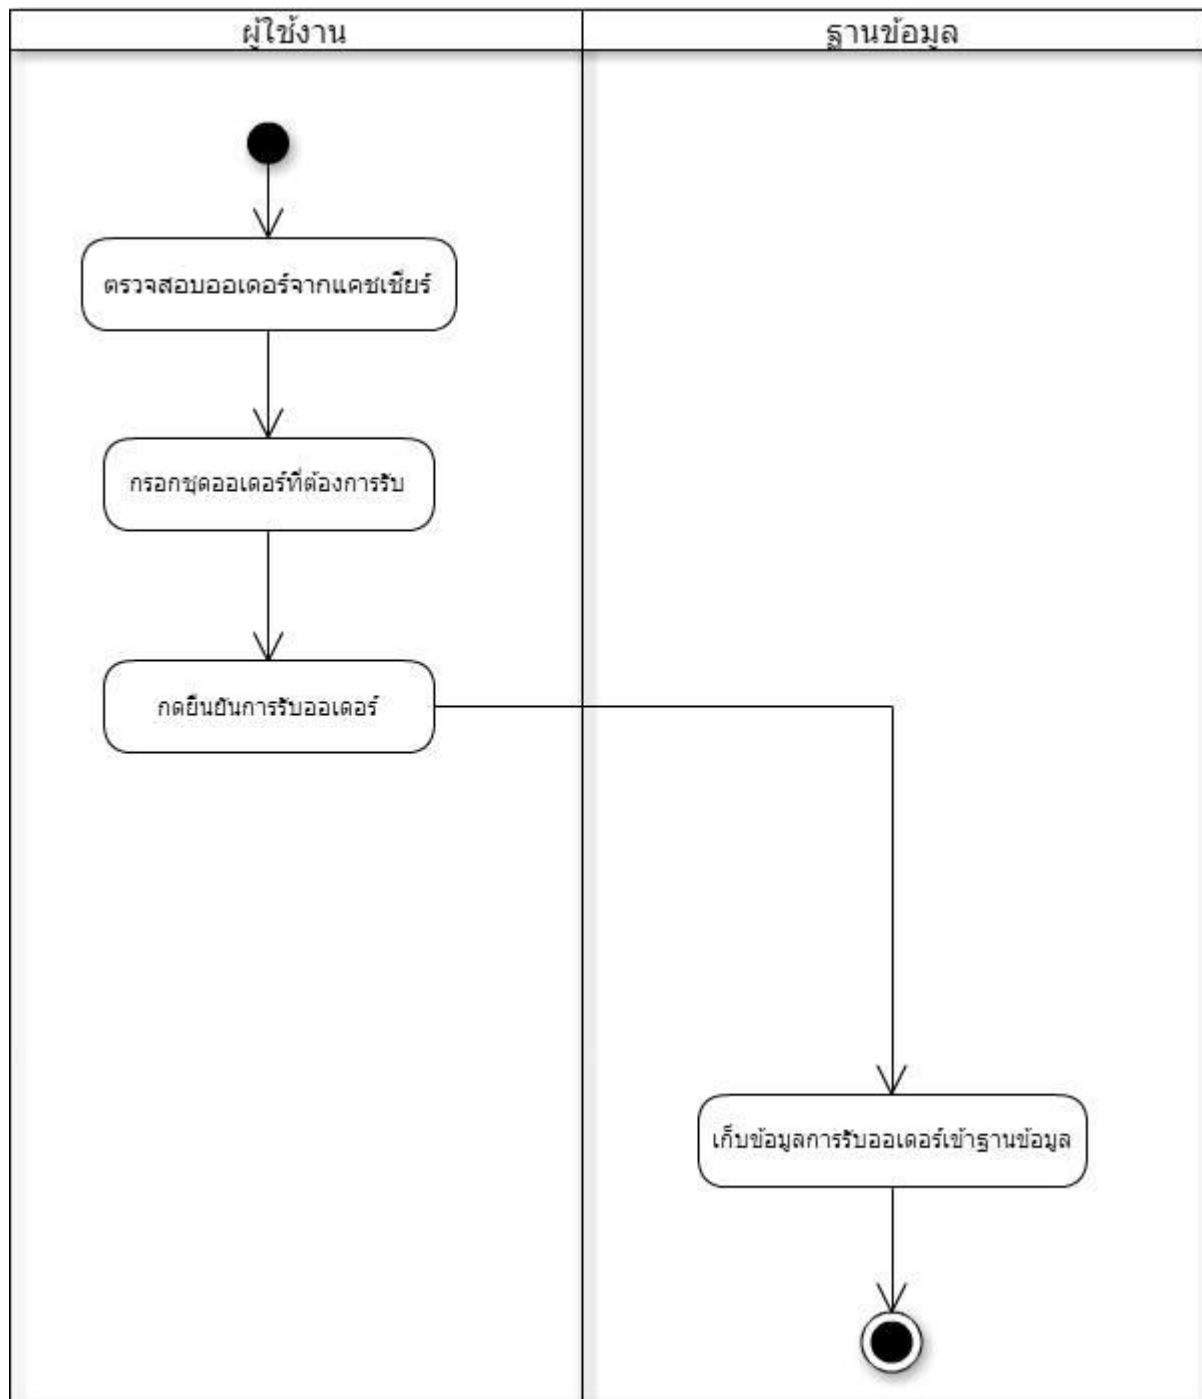 ผู้ใช้งาน
ฐานข้อมูล
ตรวจสอบออเดอร์จากแคชเชียร์
กรอกชุดออเดอร์ที่ต้องการรับ
กดยืนยันการรับออเดอร์
เก็บข้อมูลการรับออเดอร์เข้าฐานข้อมูล